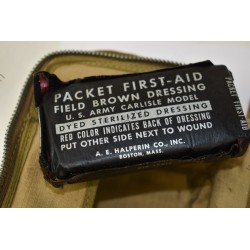 PACKET FIRST-AID
FIELD BROWN DRESSING
U. S. ARMY CARLISLE MODEL
DYED STERILIZED DRESSING
RED COLOR INDICATES BACK OF DRESSING
PUT OTHER SIDE NEXT TO WOUND
A. E. HALPERIN CO., INC.
BOSTON, MASS.